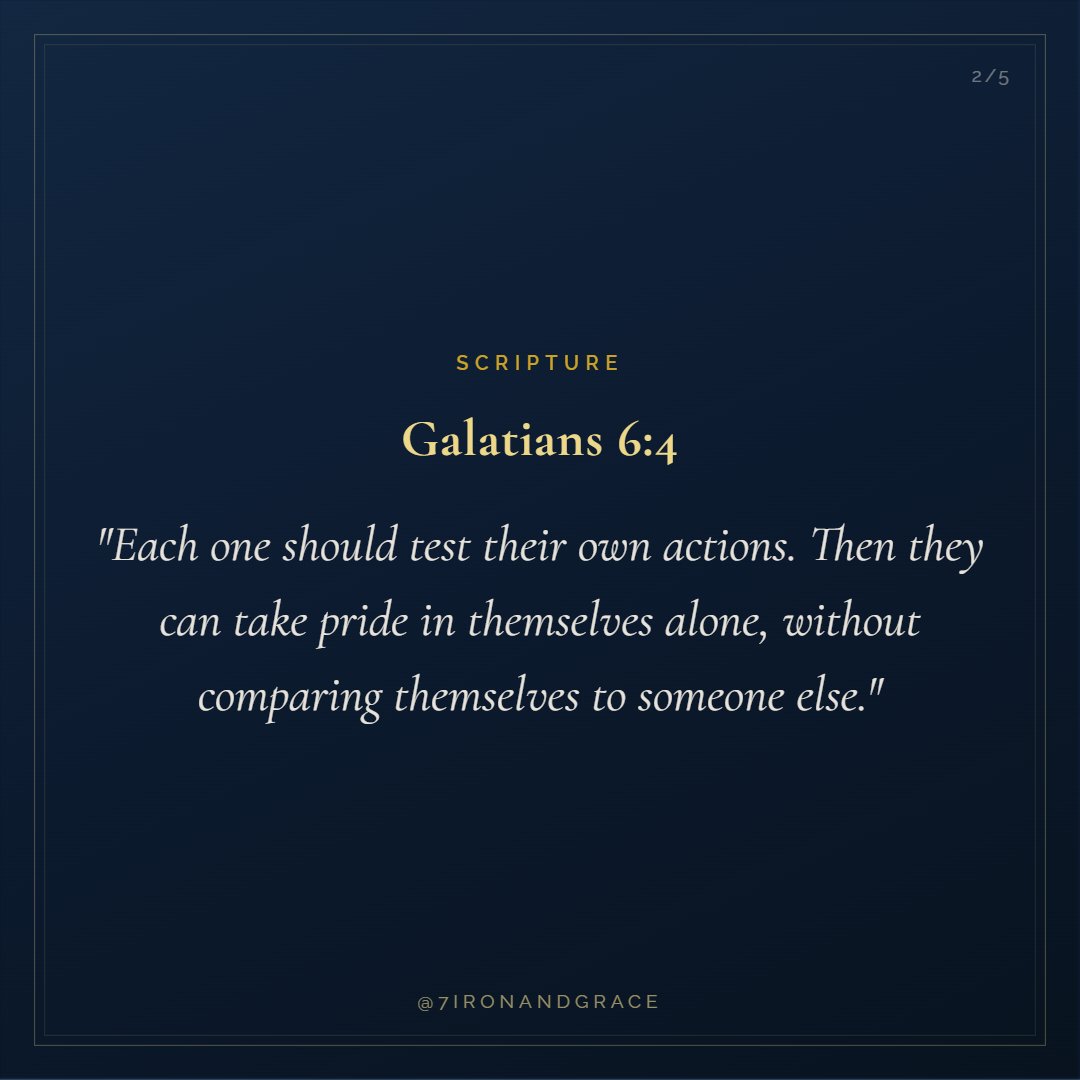 2/5
SCRIPTURE
Galatians 6:4
"Each one should test their own actions. Then they
can take pride in themselves alone, without
comparing themselves to someone else."
@7IRONANDGRACE